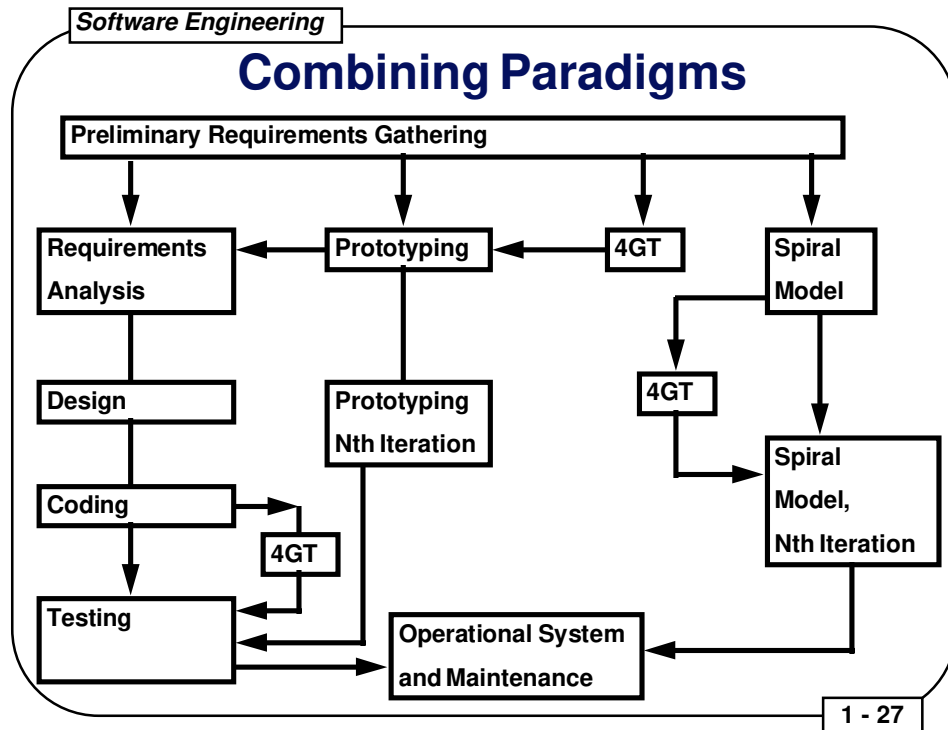 Software Engineering
Combining Paradigms
Preliminary Requirements Gathering
Requirements
Analysis
Prototyping
4GT
Spiral
Model
Design
Prototyping
Nth Iteration
4GT
Spiral
Model,
Nth Iteration
Coding
4GT
Testing
Operational System
and Maintenance
1 - 27